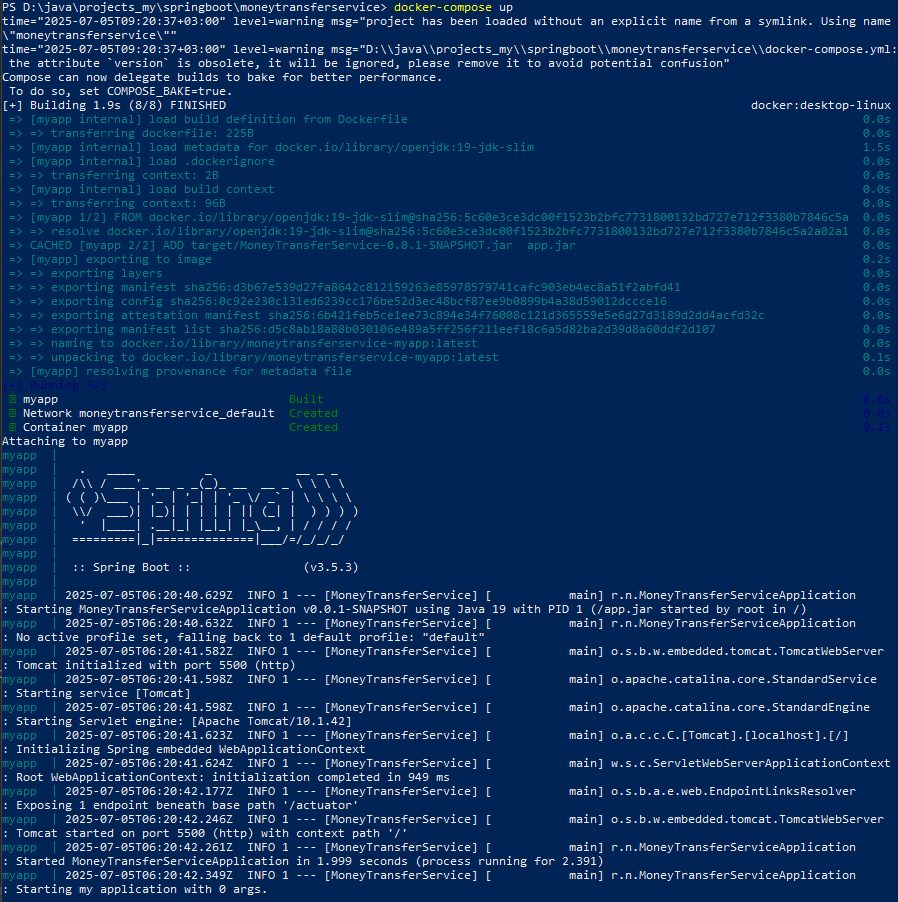 PS D:\java\projects_my\springboot\moneytransferservice> docker-compose up
time="2025-07-05T09:20:37+03:00" level=warning msg="project has been loaded without an explicit name from a symlink. Using name
\"moneytransferservice\""
time="2025-07-05T09:20:37+03:00" level=warning msg="D:\\java\\projects_my\\springboot\\moneytransferservice\\docker-compose.yml:
 the attribute `version` is obsolete, it will be ignored, please remove it to avoid potential confusion"
Compose can now delegate builds to bake for better performance.
 To do so, set COMPOSE_BAKE=true.
[+] Building 1.9s (8/8) FINISHED docker:desktop-linux
 => [myapp internal] load build definition from Dockerfile 0.0s
 => => transferring dockerfile: 225B 0.0s
 => [myapp internal] load metadata for docker.io/library/openjdk:19-jdk-slim 1.5s
 => [myapp internal] load .dockerignore 0.0s
 => => transferring context: 2B 0.0s
 => [myapp internal] load build context 0.0s
 => => transferring context: 96B 0.0s
 => [myapp 1/2] FROM docker.io/library/openjdk:19-jdk-slim@sha256:5c60e3ce3dc00f1523b2bfc7731800132bd727e712f3380b7846c5a 0.0s
 => => resolve docker.io/library/openjdk:19-jdk-slim@sha256:5c60e3ce3dc00f1523b2bfc7731800132bd727e712f3380b7846c5a2a02a1 0.0s
 => CACHED [myapp 2/2] ADD target/MoneyTransferService-0.0.1-SNAPSHOT.jar  app.jar 0.0s
 => [myapp] exporting to image 0.2s
 => => exporting layers 0.0s
 => => exporting manifest sha256:d3b67e539d27fa8642c812159263e85978579741cafc903eb4ec8a51f2abfd41 0.0s
 => => exporting config sha256:0c92e230c131ed6239cc176be52d3ec48bcf87ee9b0899b4a38d59012dccce16 0.0s
 => => exporting attestation manifest sha256:6b421feb5ce1ee73c894e34f76008c121d365559e5e6d27d3189d2dd4acfd32c 0.0s
 => => exporting manifest list sha256:d5c8ab18a88b030106e489a5ff256f211eef18c6a5d82ba2d39d8a60ddf2d107 0.0s
 => => naming to docker.io/library/moneytransferservice-myapp:latest 0.0s
 => => unpacking to docker.io/library/moneytransferservice-myapp:latest 0.1s
 => [myapp] resolving provenance for metadata file 0.0s
[+] Running 3/3
 myapp Built 0.0s
 Network moneytransferservice_default Created 0.0s
 Container myapp Created 0.1s
Attaching to myapp
myapp  |
myapp  |   .   ____          _            __ _ _
myapp  |  /\\ / ___'_ __ _ _(_)_ __  __ _ \ \ \ \
myapp  | ( ( )\___ | '_ | '_| | '_ \/ _` | \ \ \ \
myapp  |  \\/  ___)| |_)| | | | | || (_| |  ) ) ) )
myapp  |   '  |____| .__|_| |_|_| |_\__, | / / / /
myapp  |  =========|_|==============|___/=/_/_/_/
myapp  |
myapp  |  :: Spring Boot ::                (v3.5.3)
myapp  |
myapp  | 2025-07-05T06:20:40.629Z  INFO 1 --- [MoneyTransferService] [           main] r.n.MoneyTransferServiceApplication
: Starting MoneyTransferServiceApplication v0.0.1-SNAPSHOT using Java 19 with PID 1 (/app.jar started by root in /)
myapp  | 2025-07-05T06:20:40.632Z  INFO 1 --- [MoneyTransferService] [           main] r.n.MoneyTransferServiceApplication
: No active profile set, falling back to 1 default profile: "default"
myapp  | 2025-07-05T06:20:41.582Z  INFO 1 --- [MoneyTransferService] [           main] o.s.b.w.embedded.tomcat.TomcatWebServer
: Tomcat initialized with port 5500 (http)
myapp  | 2025-07-05T06:20:41.598Z  INFO 1 --- [MoneyTransferService] [           main] o.apache.catalina.core.StandardService
: Starting service [Tomcat]
myapp  | 2025-07-05T06:20:41.598Z  INFO 1 --- [MoneyTransferService] [           main] o.apache.catalina.core.StandardEngine
: Starting Servlet engine: [Apache Tomcat/10.1.42]
myapp  | 2025-07-05T06:20:41.623Z  INFO 1 --- [MoneyTransferService] [           main] o.a.c.c.C.[Tomcat].[localhost].[/]
: Initializing Spring embedded WebApplicationContext
myapp  | 2025-07-05T06:20:41.624Z  INFO 1 --- [MoneyTransferService] [           main] w.s.c.ServletWebServerApplicationContext
: Root WebApplicationContext: initialization completed in 949 ms
myapp  | 2025-07-05T06:20:42.177Z  INFO 1 --- [MoneyTransferService] [           main] o.s.b.a.e.web.EndpointLinksResolver
: Exposing 1 endpoint beneath base path '/actuator'
myapp  | 2025-07-05T06:20:42.246Z  INFO 1 --- [MoneyTransferService] [           main] o.s.b.w.embedded.tomcat.TomcatWebServer
: Tomcat started on port 5500 (http) with context path '/'
myapp  | 2025-07-05T06:20:42.261Z  INFO 1 --- [MoneyTransferService] [           main] r.n.MoneyTransferServiceApplication
: Started MoneyTransferServiceApplication in 1.999 seconds (process running for 2.391)
myapp  | 2025-07-05T06:20:42.349Z  INFO 1 --- [MoneyTransferService] [           main] r.n.MoneyTransferServiceApplication
: Starting my application with 0 args.